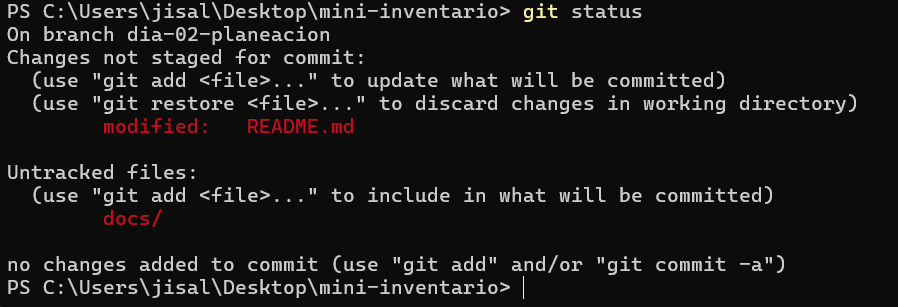 PS C:\Users\jisal\Desktop\mini-inventario> git status
On branch dia-02-planeacion
Changes not staged for commit:
  (use "git add <file>..." to update what will be committed)
  (use "git restore <file>..." to discard changes in working directory)
        modified:   README.md

Untracked files:
  (use "git add <file>..." to include in what will be committed)
        docs/

no changes added to commit (use "git add" and/or "git commit -a")
PS C:\Users\jisal\Desktop\mini-inventario>